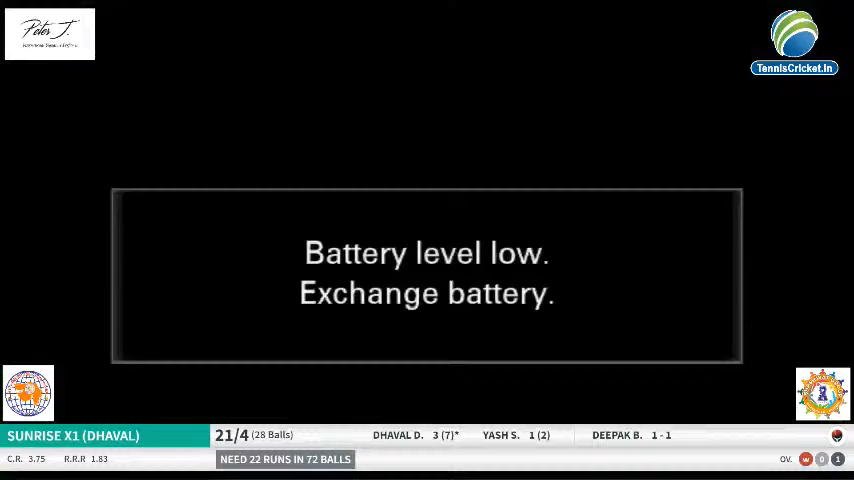 Peter J.
TennisCricket.in
Battery level low.
Exchange battery.
SUNRISE X1 (DHAVAL) 21/4 (28 Balls) DHAVAL D. 3 (7)* YASH S. 1 (2) DEEPAK B. 1 - 1
C.R. 3.75 R.R.R 1.83 NEED 22 RUNS IN 72 BALLS OV. W 0 1